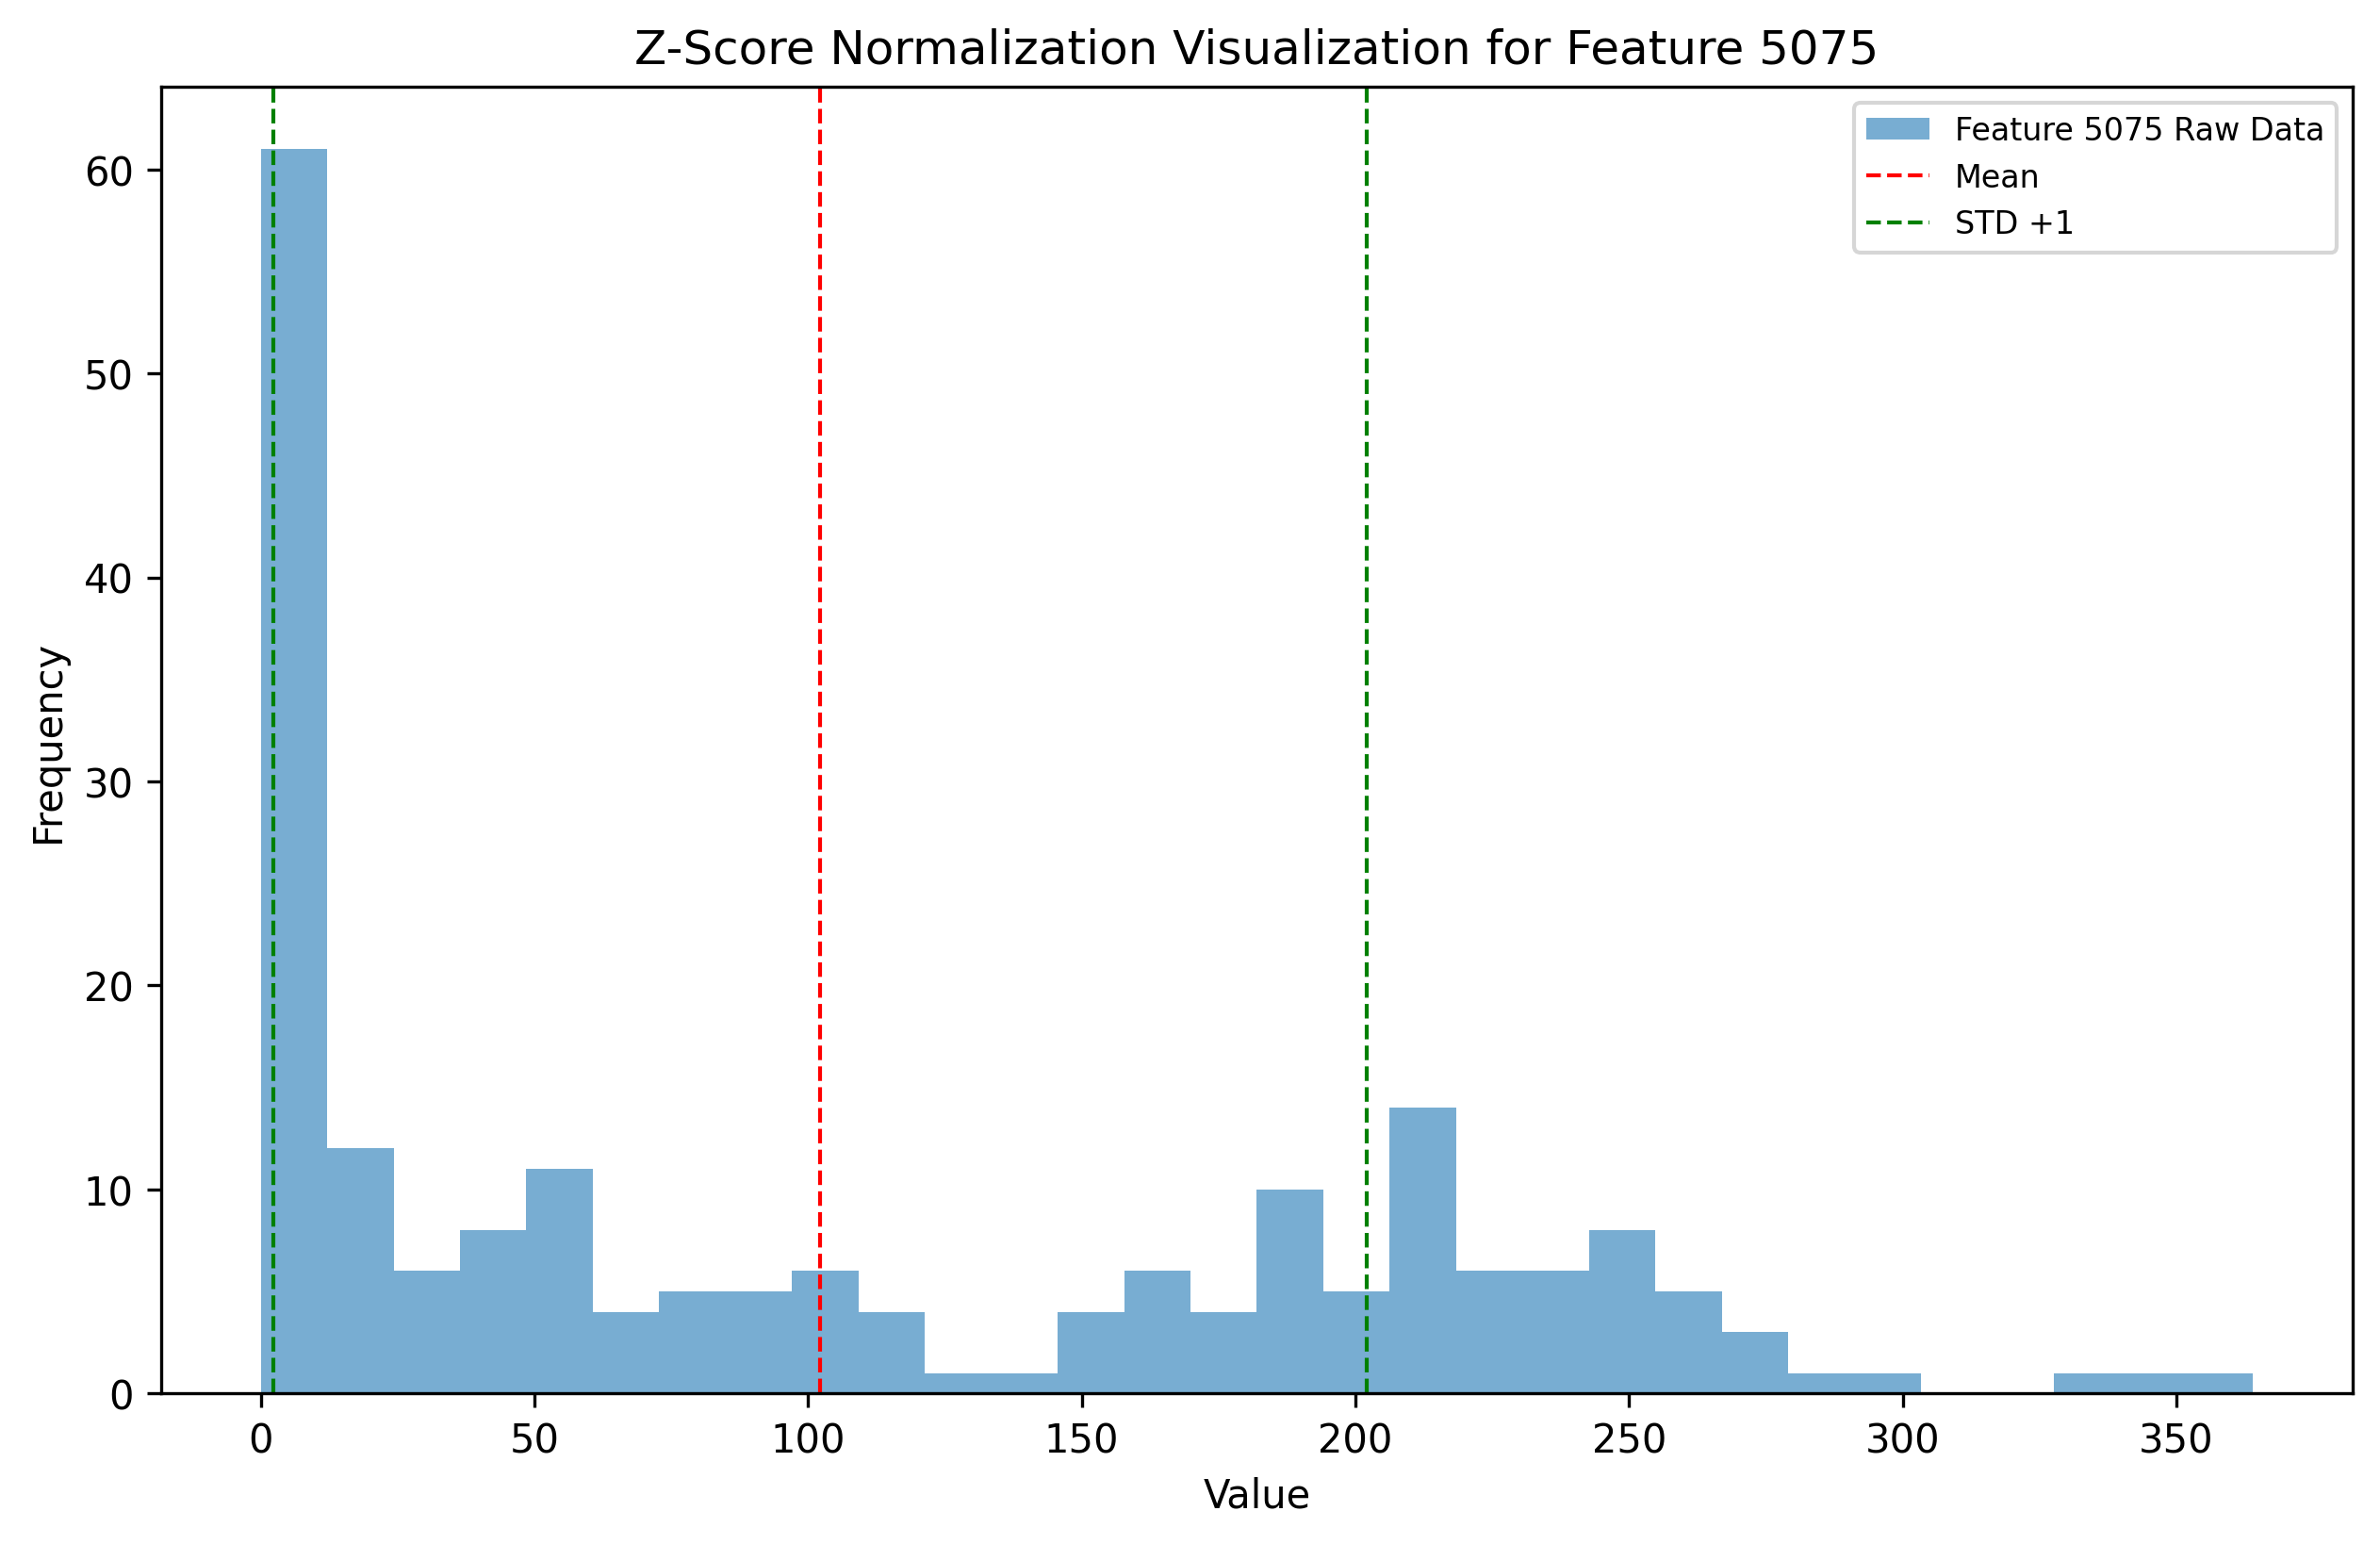 Z-Score Normalization Visualization for Feature 5075
Feature 5075 Raw Data
Mean
STD +1
60
50
40
30
20
10
0
Frequency
0 50 100 150 200 250 300 350
Value